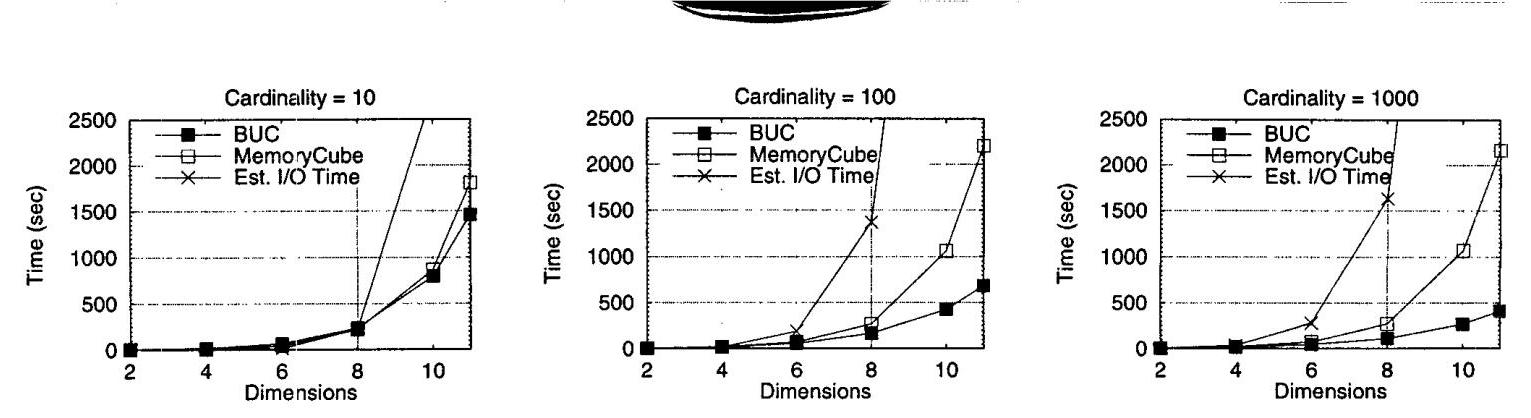 Cardinality = 10
2500
2000
1500
1000
500
0
Time (sec)
BUC
MemoryCube
Est. I/O Time
2 4 6 8 10
Dimensions
Cardinality = 100
2500
2000
1500
1000
500
0
Time (sec)
BUC
MemoryCube
Est. I/O Time
2 4 6 8 10
Dimensions
Cardinality = 1000
2500
2000
1500
1000
500
0
Time (sec)
BUC
MemoryCube
Est. I/O Time
2 4 6 8 10
Dimensions